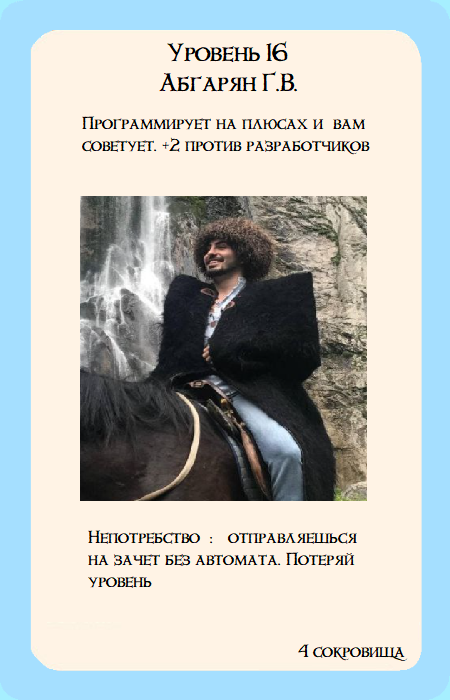 Уровень 16
Абгарян Г.В.
Программирует на плюсах и вам
советует. +2 против разработчиков
Непотребство : отправляешься
на зачет без автомата. Потеряй
уровень
4 сокровища